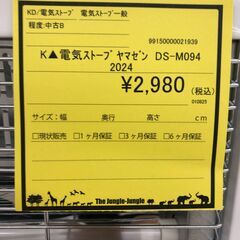 KD/電気ストーブ 電気ストーブ一般
程度:中古B
99150000021939
K▲電気ストーブ ヤマゼン DS-M094
2024
¥2,980(税込)
010825
サイズ:幅 奥行 高さ cm
□現状販売 □1ヶ月保証 □3ヶ月保証 □6ヶ月保証
The Jungle-Jungle